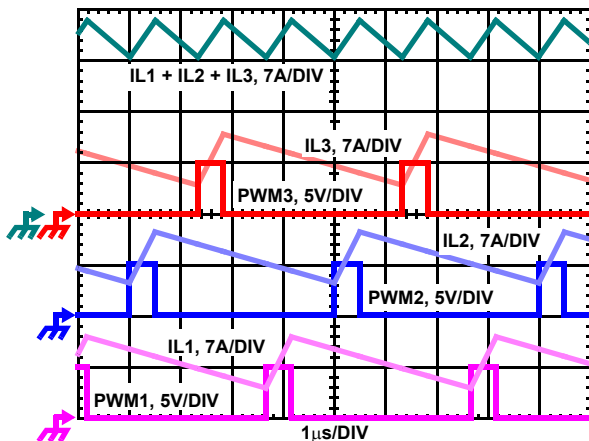 IL1 + IL2 + IL3, 7A/DIV
IL3, 7A/DIV
PWM3, 5V/DIV
IL2, 7A/DIV
PWM2, 5V/DIV
IL1, 7A/DIV
PWM1, 5V/DIV
1µs/DIV